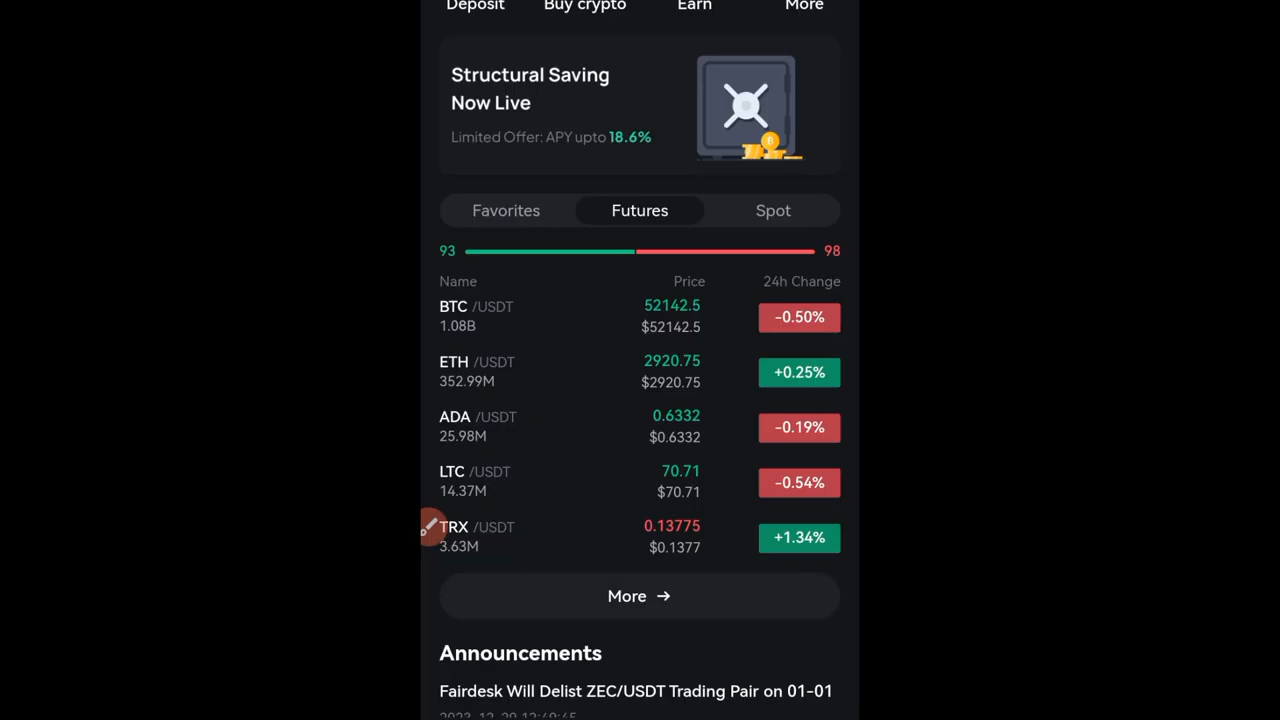 Deposit Buy crypto Earn More
Structural Saving
Now Live
Limited Offer: APY upto 18.6%
Favorites Futures Spot
93 98
Name Price 24h Change
BTC /USDT 52142.5 -0.50%
1.08B $52142.5
ETH /USDT 2920.75 +0.25%
352.99M $2920.75
ADA /USDT 0.6332 -0.19%
25.98M $0.6332
LTC /USDT 70.71 -0.54%
14.37M $70.71
TRX /USDT 0.13775 +1.34%
3.63M $0.1377
More →
Announcements
Fairdesk Will Delist ZEC/USDT Trading Pair on 01-01